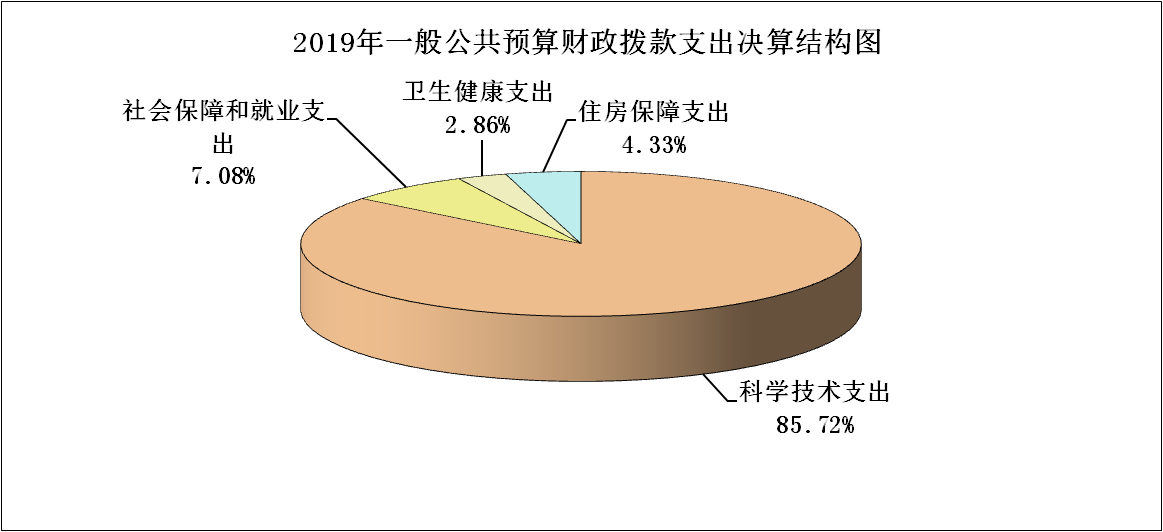 2019年一般公共预算财政拨款支出决算结构图
社会保障和就业支
出
7.08%
卫生健康支出
2.86%
住房保障支出
4.33%
科学技术支出
85.72%